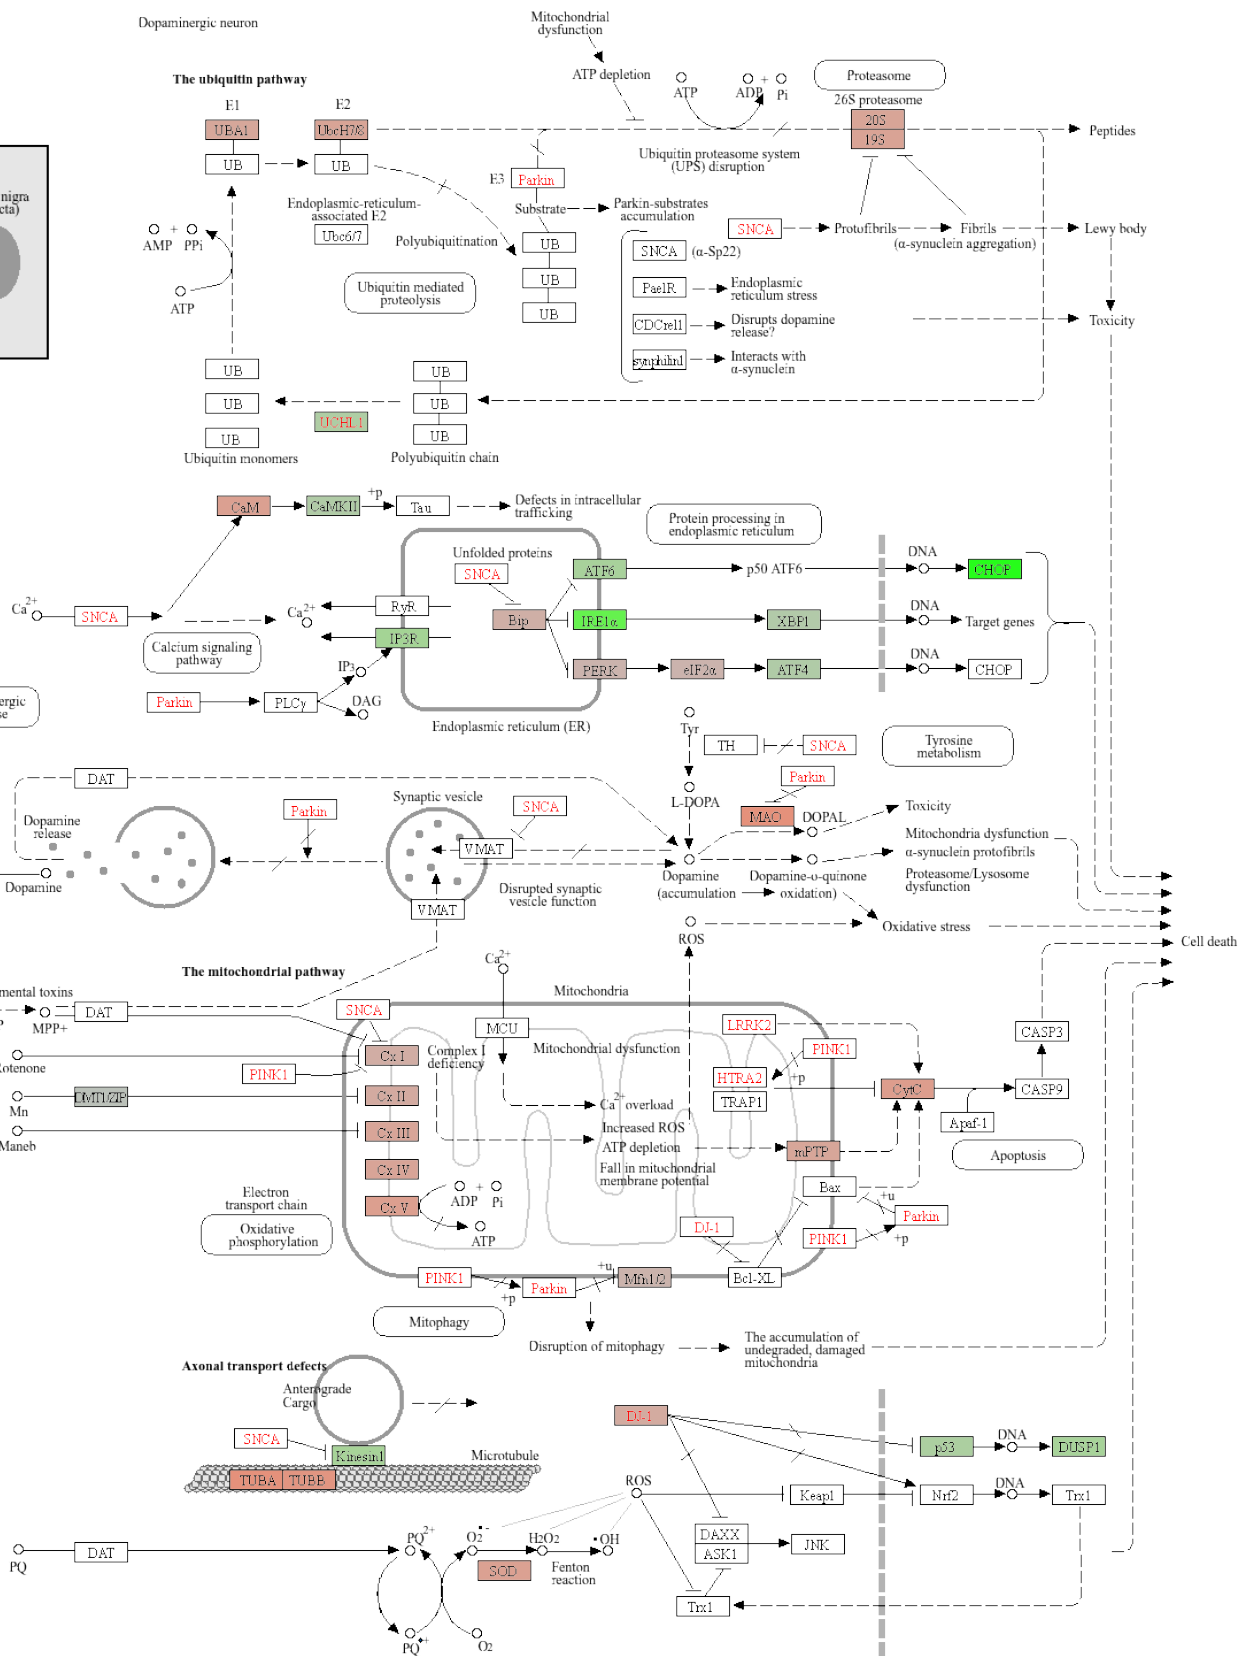 Dopaminergic neuron
Mitochondrial
dysfunction
The ubiquitin pathway
ATP depletion
ATP
ADP + Pi
Proteasome
26S proteasome
E1
E2
UBA1
UbcH7/8
20S
19S
Peptides
UB
UB
Ubiquitin proteasome system
(UPS) disruption
nigra
cta)
E3
Parkin
Endoplasmic-reticulum-
associated E2
Ubc6/7
Substrate
Parkin-substrates
accumulation
SNCA
Protofibrils
Fibrils
(α-synuclein aggregation)
Lewy body
AMP + PPi
Polyubiquitination
UB
UB
UB
SNCA (α-Sp22)
PaelR
Endoplasmic
reticulum stress
CDCrel1
Disrupts dopamine
release?
synphilin1
Interacts with
α-synuclein
Toxicity
ATP
Ubiquitin mediated
proteolysis
UB
UB
UB
UB
UB
UB
UCHL1
Ubiquitin monomers
Polyubiquitin chain
CaM
CaMKII
+p
Tau
Defects in intracellular
trafficking
Protein processing in
endoplasmic reticulum
Unfolded proteins
SNCA
ATF6
p50 ATF6
DNA
CHOP
Ca2+
SNCA
Ca2+
RyR
Bip
IRE1α
XBP1
DNA
Target genes
Calcium signaling
pathway
IP3R
IP3
PERK
eIF2α
ATF4
DNA
CHOP
ergic
se
Parkin
PLCγ
DAG
Endoplasmic reticulum (ER)
Tyr
TH
SNCA
Tyrosine
metabolism
DAT
Parkin
L-DOPA
Dopamine
release
Parkin
Synaptic vesicle
SNCA
MAO
DOPAL
Toxicity
VMAT
Mitochondria dysfunction
α-synuclein protofibrils
Proteasome/Lysosome
dysfunction
Dopamine
Disrupted synaptic
vesicle function
Dopamine
(accumulation
Dopamine-o-quinone
oxidation)
VMAT
ROS
Oxidative stress
Cell death
The mitochondrial pathway
Ca2+
Mitochondria
mental toxins
P
MPP+
DAT
SNCA
MCU
LRRK2
CASP3
Rotenone
Cx I
Complex I
deficiency
Mitochondrial dysfunction
PINK1
PINK1
HTRA2
+p
TRAP1
CytC
CASP9
Mn
DMT1/ZIP
Cx II
Ca2+ overload
Apaf-1
Maneb
Cx III
Increased ROS
ATP depletion
mPTP
Apoptosis
Cx IV
Fall in mitochondrial
membrane potential
Bax
Electron
transport chain
Cx V
ADP + Pi
ATP
+u
Parkin
Oxidative
phosphorylation
DJ-1
PINK1
+p
PINK1
+p
Parkin
+u
Mfn1/2
Bcl-XL
Mitophagy
Disruption of mitophagy
The accumulation of
undegraded, damaged
mitochondria
Axonal transport defects
Anterograde
Cargo
SNCA
Kinesin1
Microtubule
TUBA
TUBB
DJ-1
p53
DNA
DUSP1
ROS
Keap1
Nrf2
DNA
Trx1
PQ
DAT
PQ2+
O2•-
H2O2
•OH
DAXX
ASK1
JNK
SOD
Fenton
reaction
Trx1
PQ•+
O2